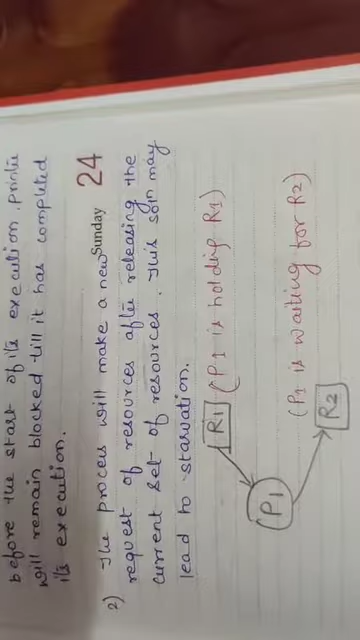 before the start of its execution. printer
will remain blocked till it has completed
its execution.
Sunday 24
2) The process will make a new
request of resources after releasing the
current set of resources. This soln may
lead to starvation.
R1 (P1 is holding R1)
P1
(P1 is waiting for R2)
R2